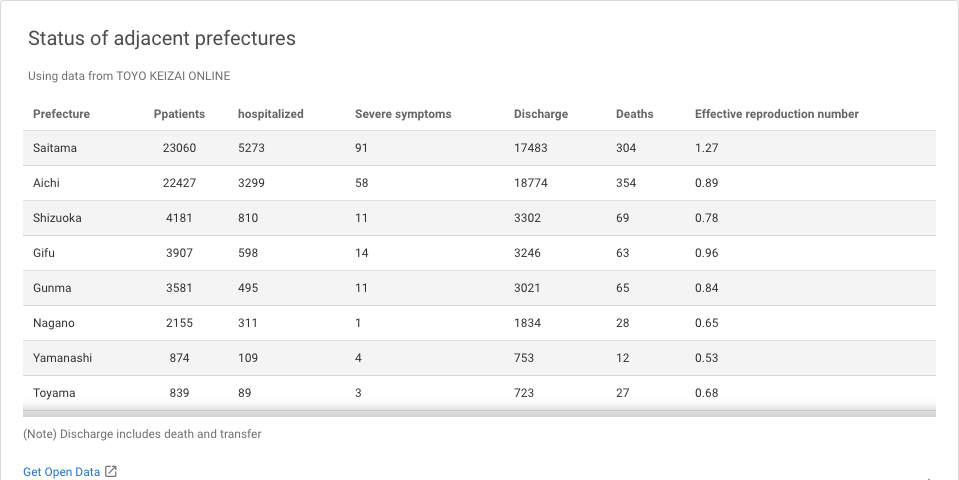 Status of adjacent prefectures
Using data from TOYO KEIZAI ONLINE
Prefecture Ppatients hospitalized Severe symptoms Discharge Deaths Effective reproduction number
Saitama 23060 5273 91 17483 304 1.27
Aichi 22427 3299 58 18774 354 0.89
Shizuoka 4181 810 11 3302 69 0.78
Gifu 3907 598 14 3246 63 0.96
Gunma 3581 495 11 3021 65 0.84
Nagano 2155 311 1 1834 28 0.65
Yamanashi 874 109 4 753 12 0.53
Toyama 839 89 3 723 27 0.68
(Note) Discharge includes death and transfer
Get Open Data